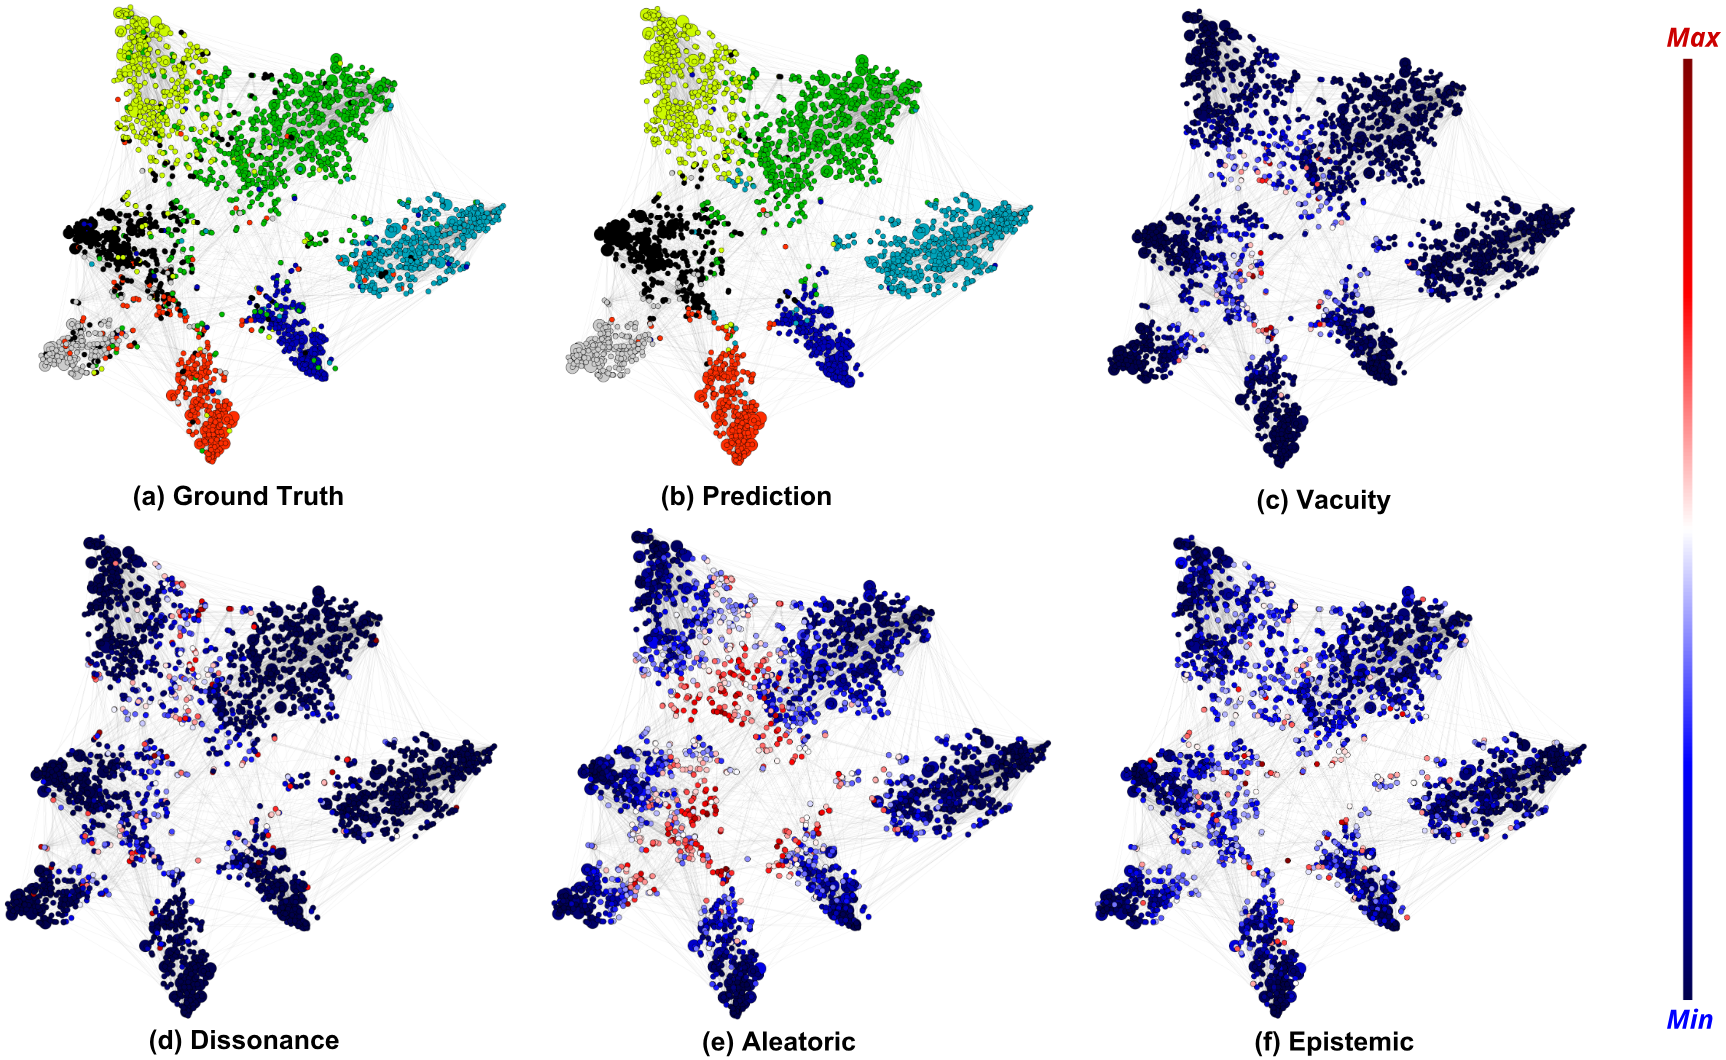 Max
(a) Ground Truth
(b) Prediction
(c) Vacuity
(d) Dissonance
(e) Aleatoric
(f) Epistemic
Min